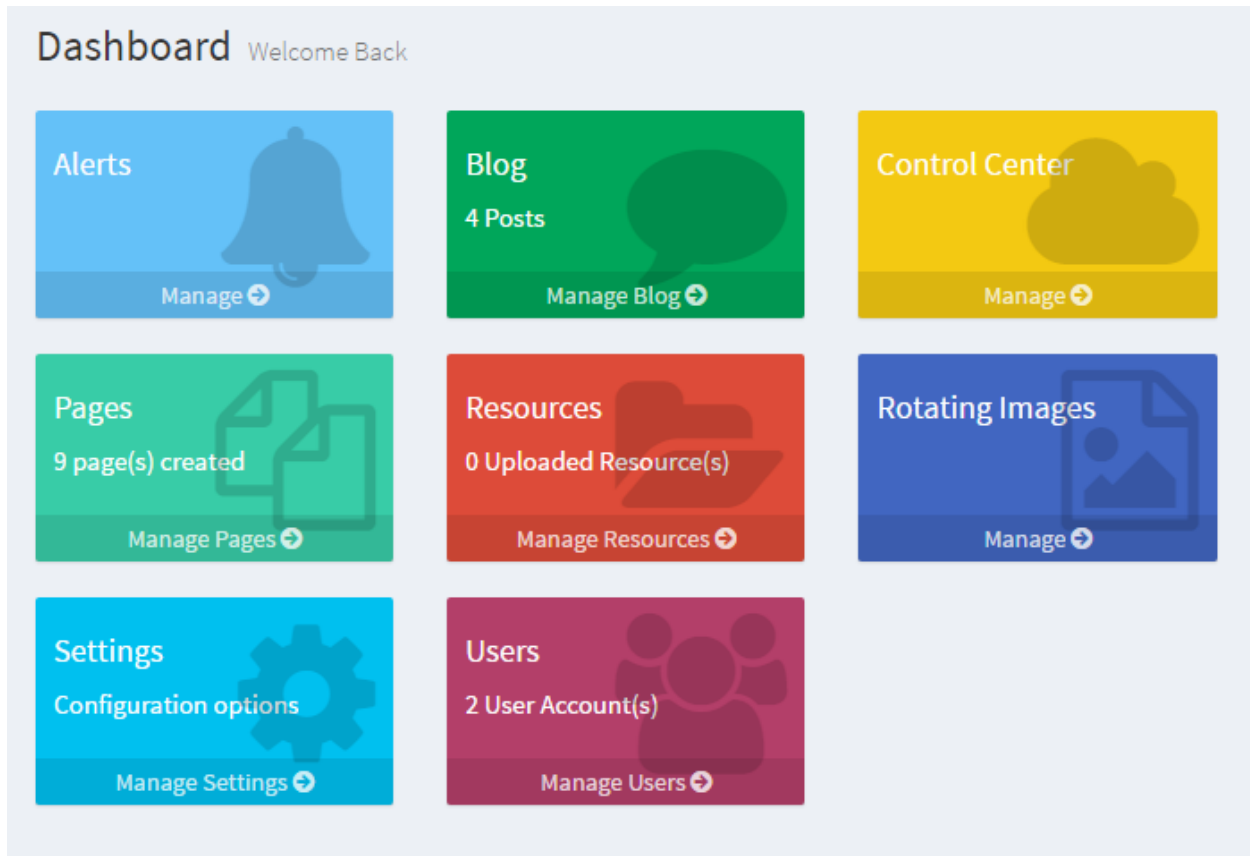 Dashboard Welcome Back
Alerts
Manage
Blog
4 Posts
Manage Blog
Control Center
Manage
Pages
9 page(s) created
Manage Pages
Resources
0 Uploaded Resource(s)
Manage Resources
Rotating Images
Manage
Settings
Configuration options
Manage Settings
Users
2 User Account(s)
Manage Users